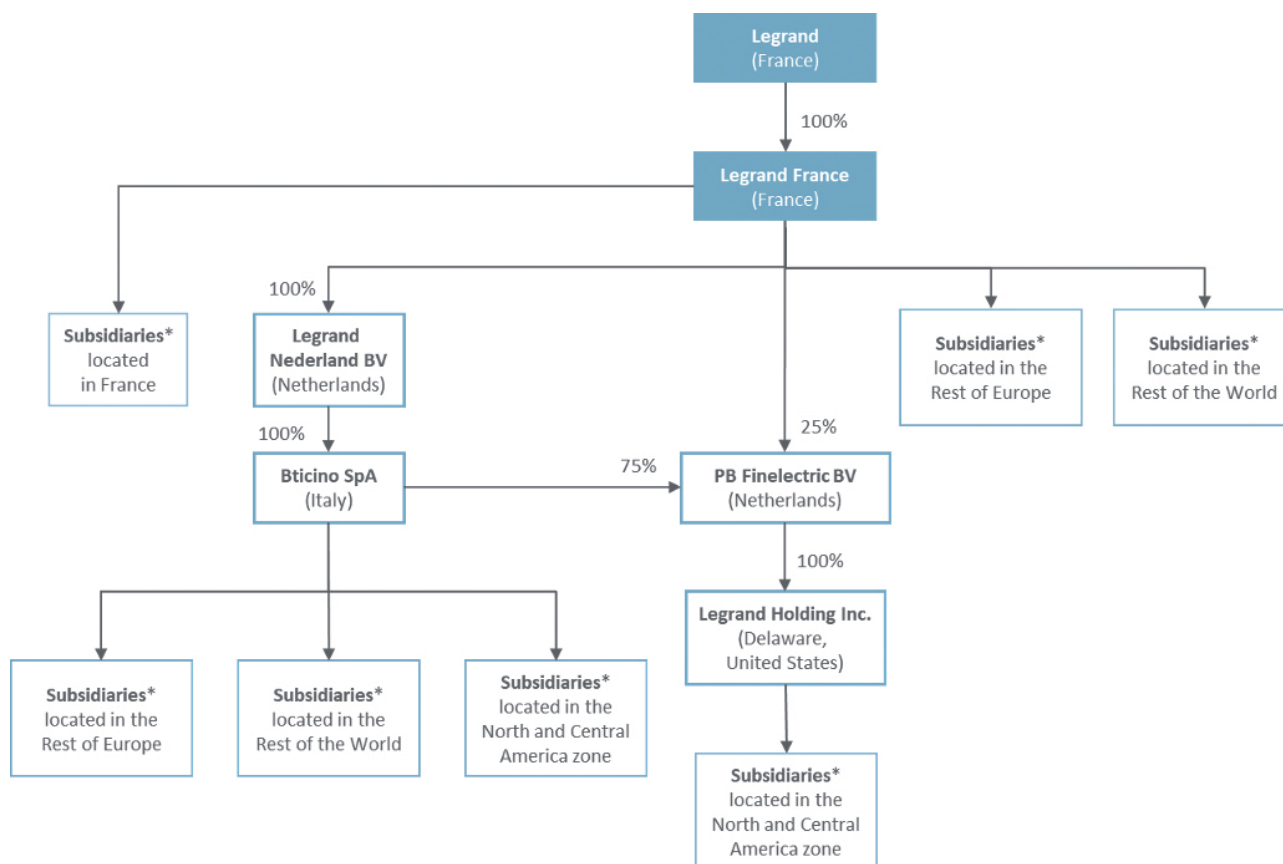 Legrand
(France)
100%
Legrand France
(France)
100%
Subsidiaries*
located
in France
Legrand
Nederland BV
(Netherlands)
Subsidiaries*
located in the
Rest of Europe
Subsidiaries*
located in the
Rest of the World
100%
25%
Bticino SpA
(Italy)
75%
PB Finelectric BV
(Netherlands)
100%
Legrand Holding Inc.
(Delaware,
United States)
Subsidiaries*
located in the
Rest of Europe
Subsidiaries*
located in the
Rest of the World
Subsidiaries*
located in the
North and Central
America zone
Subsidiaries*
located in the
North and Central
America zone